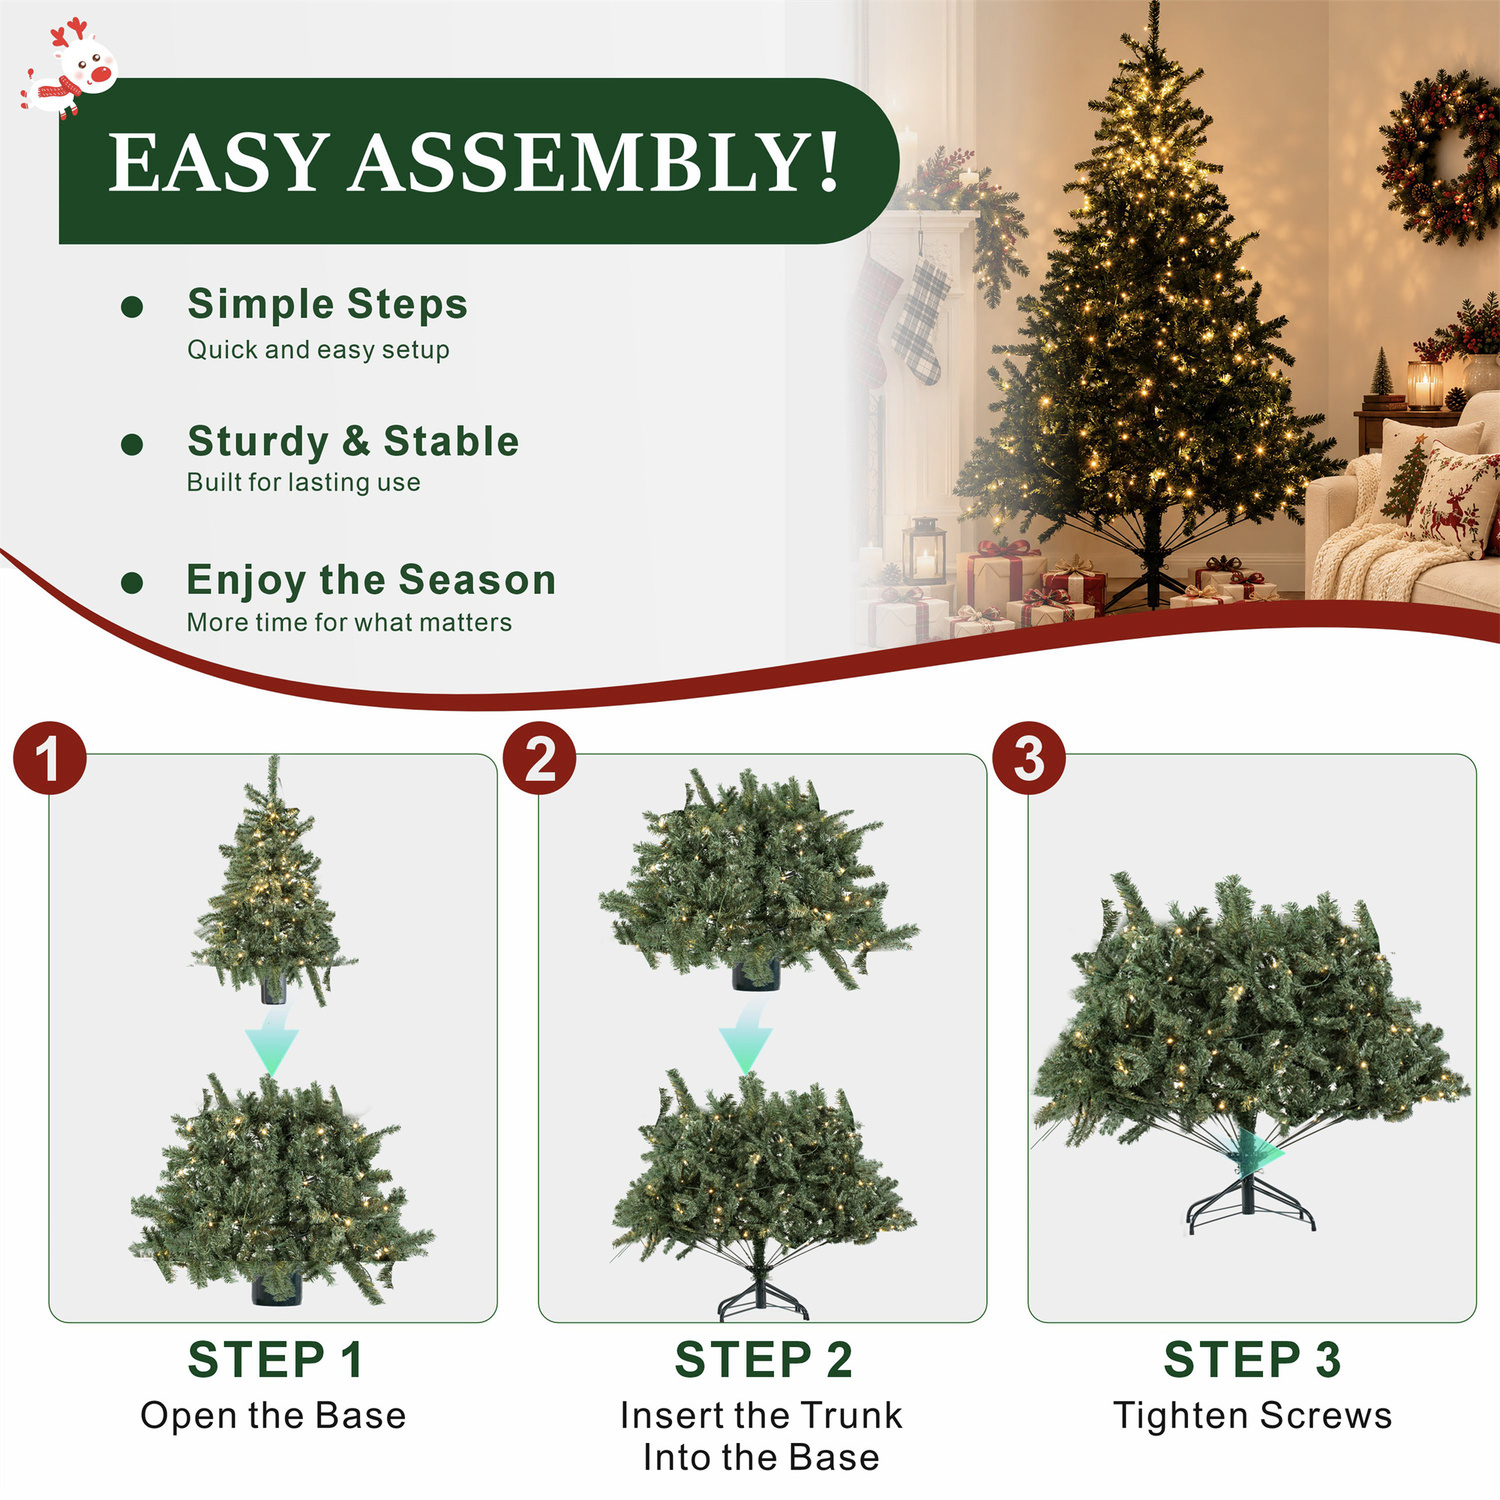 EASY ASSEMBLY!
Simple Steps
Quick and easy setup
Sturdy & Stable
Built for lasting use
Enjoy the Season
More time for what matters
1
2
3
STEP 1
Open the Base
STEP 2
Insert the Trunk
Into the Base
STEP 3
Tighten Screws